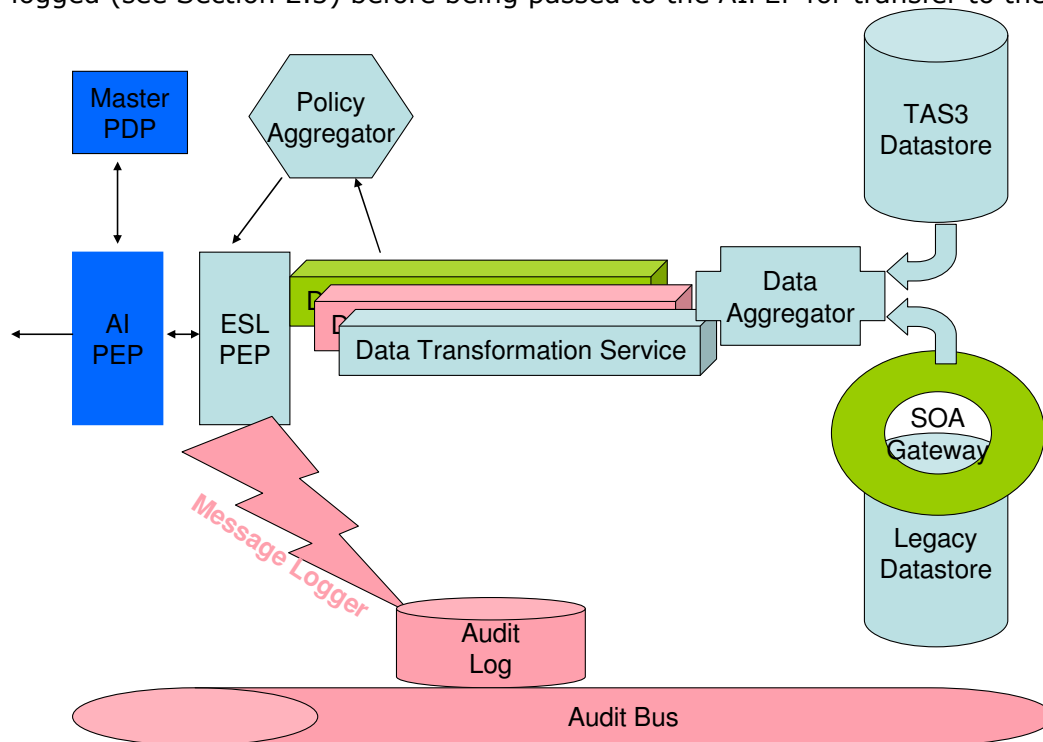 Master
PDP
Policy
Aggregator
TAS3
Datastore
AI
PEP
ESL
PEP
D
D
Data Transformation Service
Data
Aggregator
SOA
Gateway
Legacy
Datastore
Message Logger
Audit
Log
Audit Bus